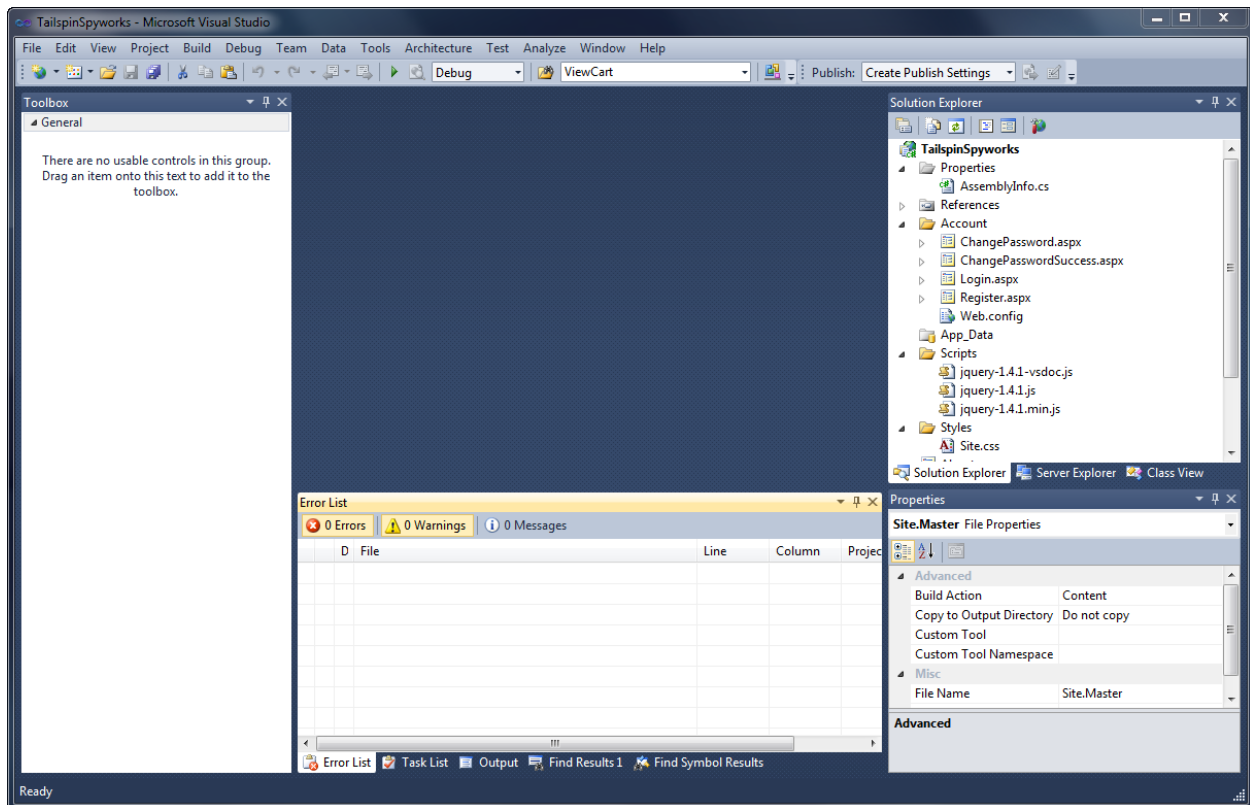 TailspinSpyworks - Microsoft Visual Studio
File Edit View Project Build Debug Team Data Tools Architecture Test Analyze Window Help
Debug ViewCart Publish: Create Publish Settings
Toolbox
General
There are no usable controls in this group.
Drag an item onto this text to add it to the
toolbox.
Solution Explorer
TailspinSpyworks
Properties
AssemblyInfo.cs
References
Account
ChangePassword.aspx
ChangePasswordSuccess.aspx
Login.aspx
Register.aspx
Web.config
App_Data
Scripts
jquery-1.4.1-vsdoc.js
jquery-1.4.1.js
jquery-1.4.1.min.js
Styles
Site.css
Solution Explorer Server Explorer Class View
Error List
0 Errors 0 Warnings 0 Messages
D File Line Column Projec
Error List Task List Output Find Results 1 Find Symbol Results
Properties
Site.Master File Properties
Advanced
Build Action Content
Copy to Output Directory Do not copy
Custom Tool
Custom Tool Namespace
Misc
File Name Site.Master
Advanced
Ready